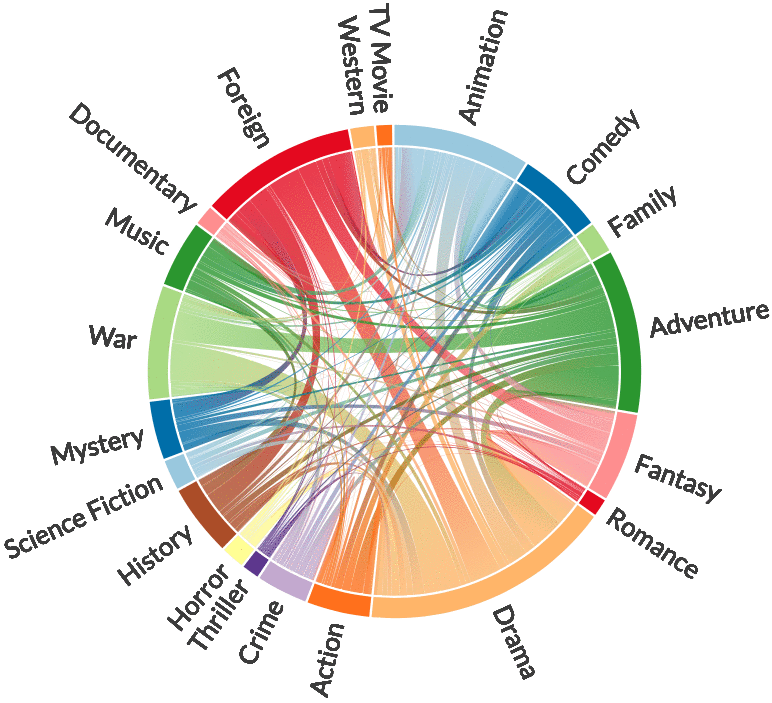 Animation
Comedy
Family
Adventure
Fantasy
Romance
Drama
Action
Crime
Thriller
Horror
History
Science Fiction
Mystery
War
Music
Documentary
Foreign
Western
TV Movie